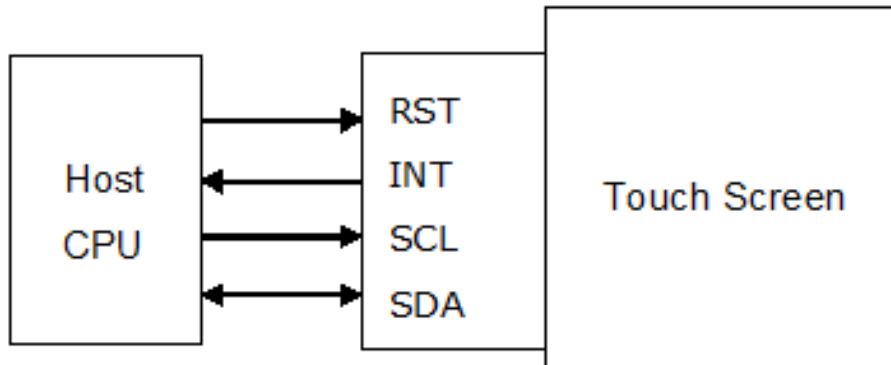 Host
CPU
RST
INT
SCL
SDA
Touch Screen